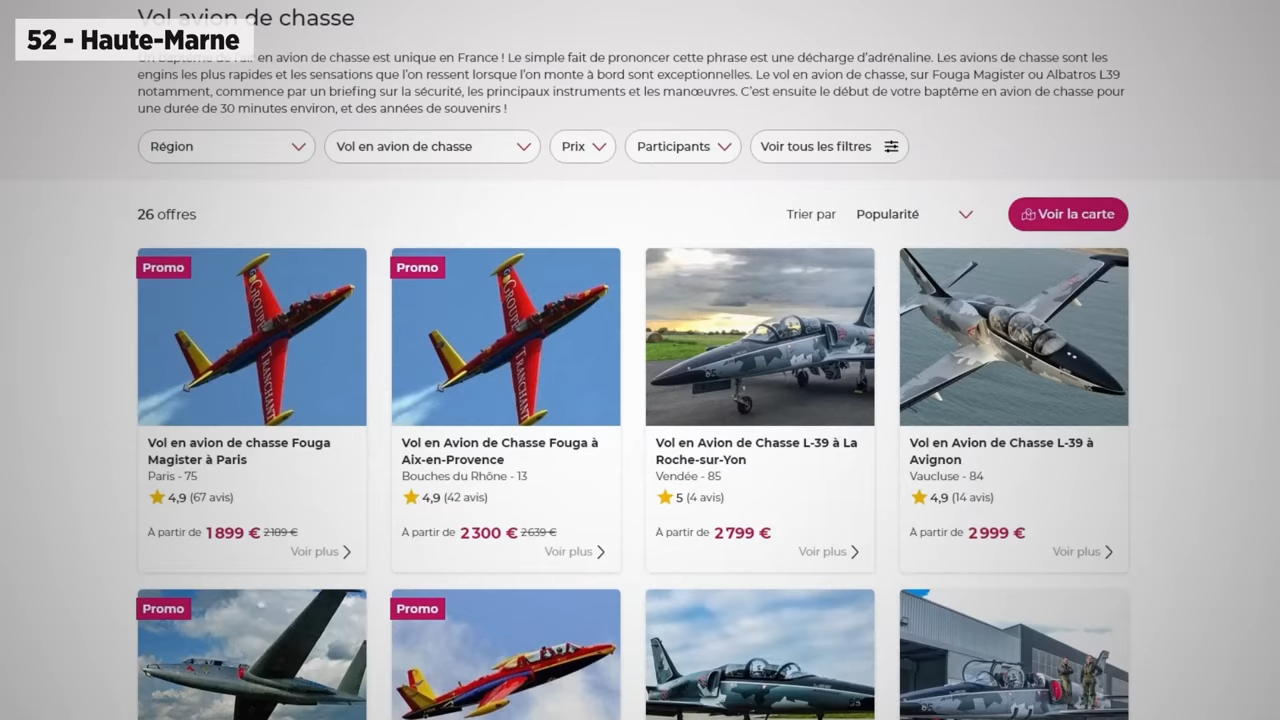 Vol avion de chasse
52 - Haute-Marne
en avion de chasse est unique en France ! Le simple fait de prononcer cette phrase est une décharge d’adrénaline. Les avions de chasse sont les
engins les plus rapides et les sensations que l’on ressent lorsque l’on monte à bord sont exceptionnelles. Le vol en avion de chasse, sur Fouga Magister ou Albatros L39
notamment, commence par un briefing sur la sécurité, les principaux instruments et les manœuvres. C’est ensuite le début de votre baptême en avion de chasse pour
une durée de 30 minutes environ, et des années de souvenirs !
Région
Vol en avion de chasse
Prix
Participants
Voir tous les filtres
26 offres
Trier par
Popularité
Voir la carte
Promo
GROUPE TRANCHANT
Vol en avion de chasse Fouga
Magister à Paris
Paris - 75
4,9 (67 avis)
À partir de 1 899 € 2 189 €
Voir plus
Promo
GROUPE TRANCHANT
Vol en Avion de Chasse Fouga à
Aix-en-Provence
Bouches du Rhône - 13
4,9 (42 avis)
À partir de 2 300 € 2 639 €
Voir plus
Vol en Avion de Chasse L-39 à La
Roche-sur-Yon
Vendée - 85
5 (4 avis)
À partir de 2 799 €
Voir plus
Vol en Avion de Chasse L-39 à
Avignon
Vaucluse - 84
4,9 (14 avis)
À partir de 2 999 €
Voir plus
Promo
Promo